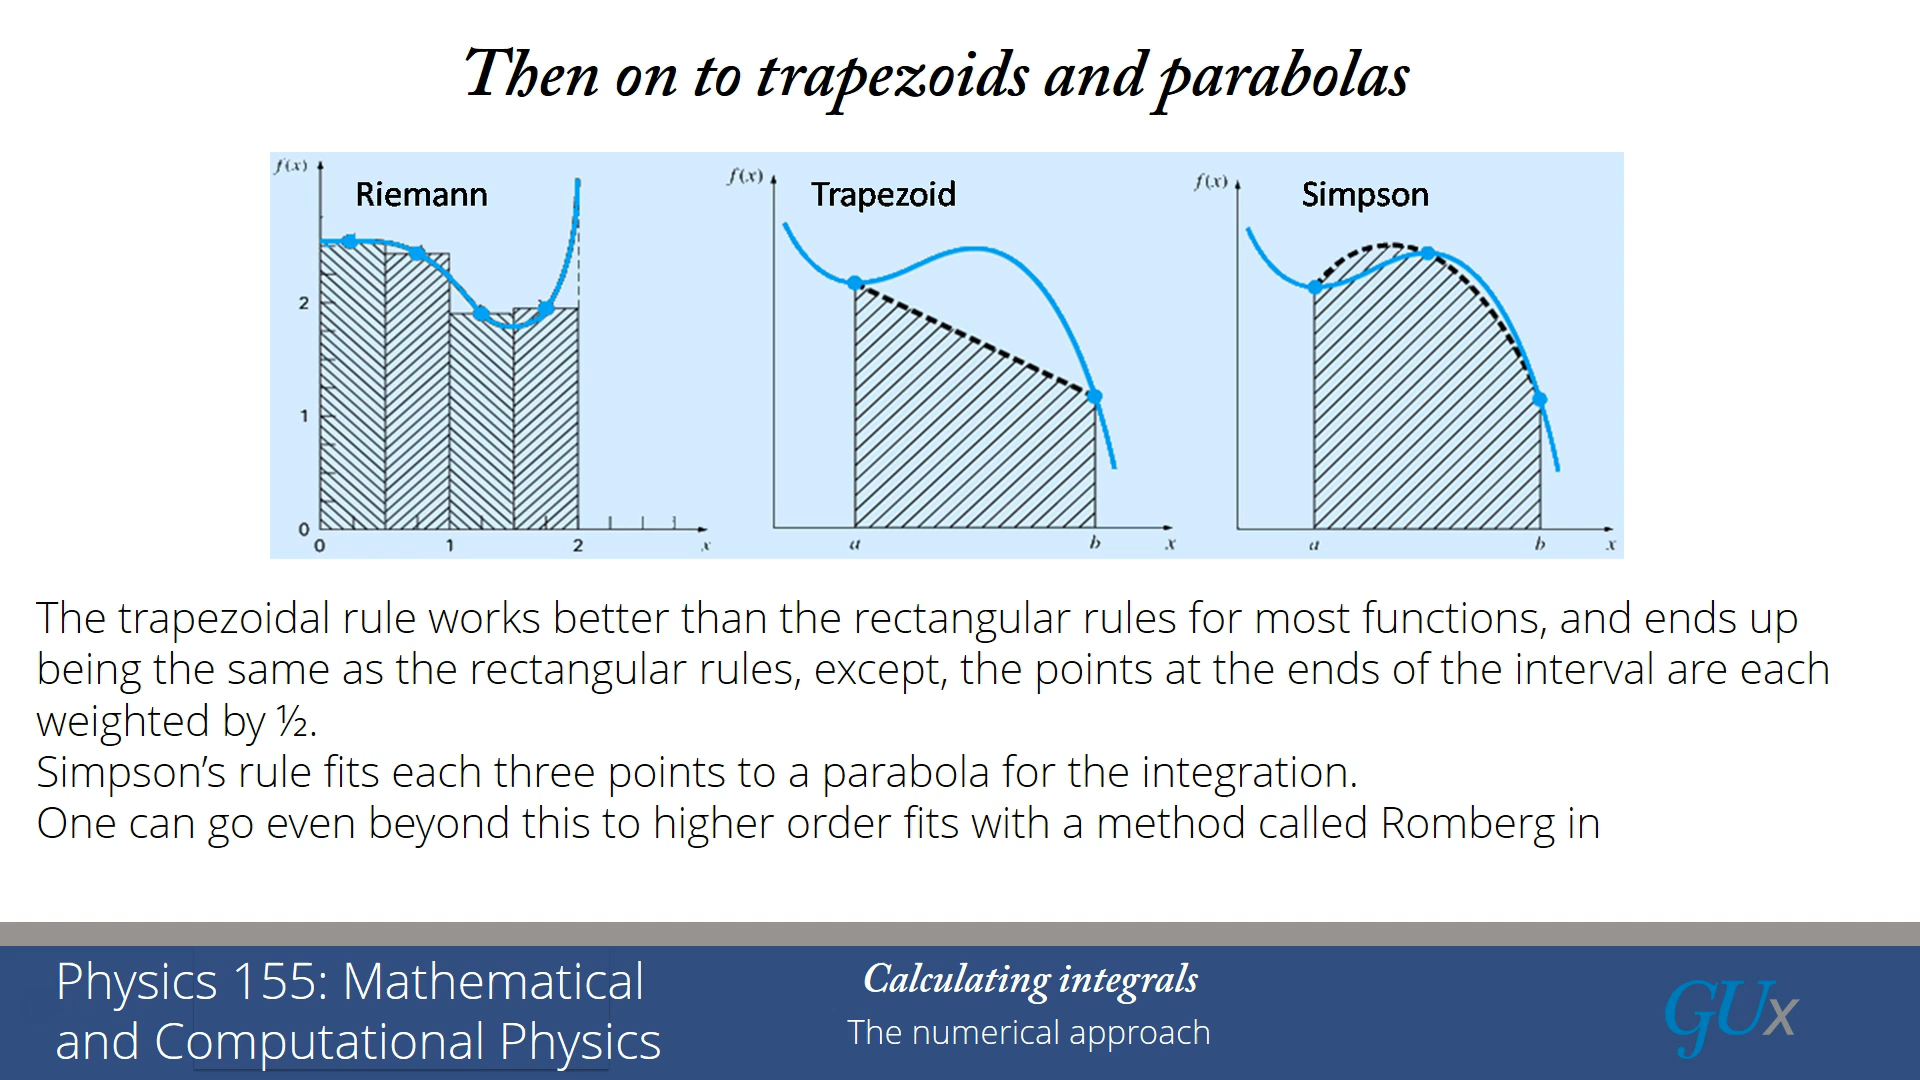 Then on to trapezoids and parabolas
f(x)
Riemann
2
1
0
0
1
2
x
f(x)
Trapezoid
a
b
x
f(x)
Simpson
a
b
x
The trapezoidal rule works better than the rectangular rules for most functions, and ends up
being the same as the rectangular rules, except, the points at the ends of the interval are each
weighted by ½.
Simpson’s rule fits each three points to a parabola for the integration.
One can go even beyond this to higher order fits with a method called Romberg in
Physics 155: Mathematical
and Computational Physics
Calculating integrals
The numerical approach
GUx